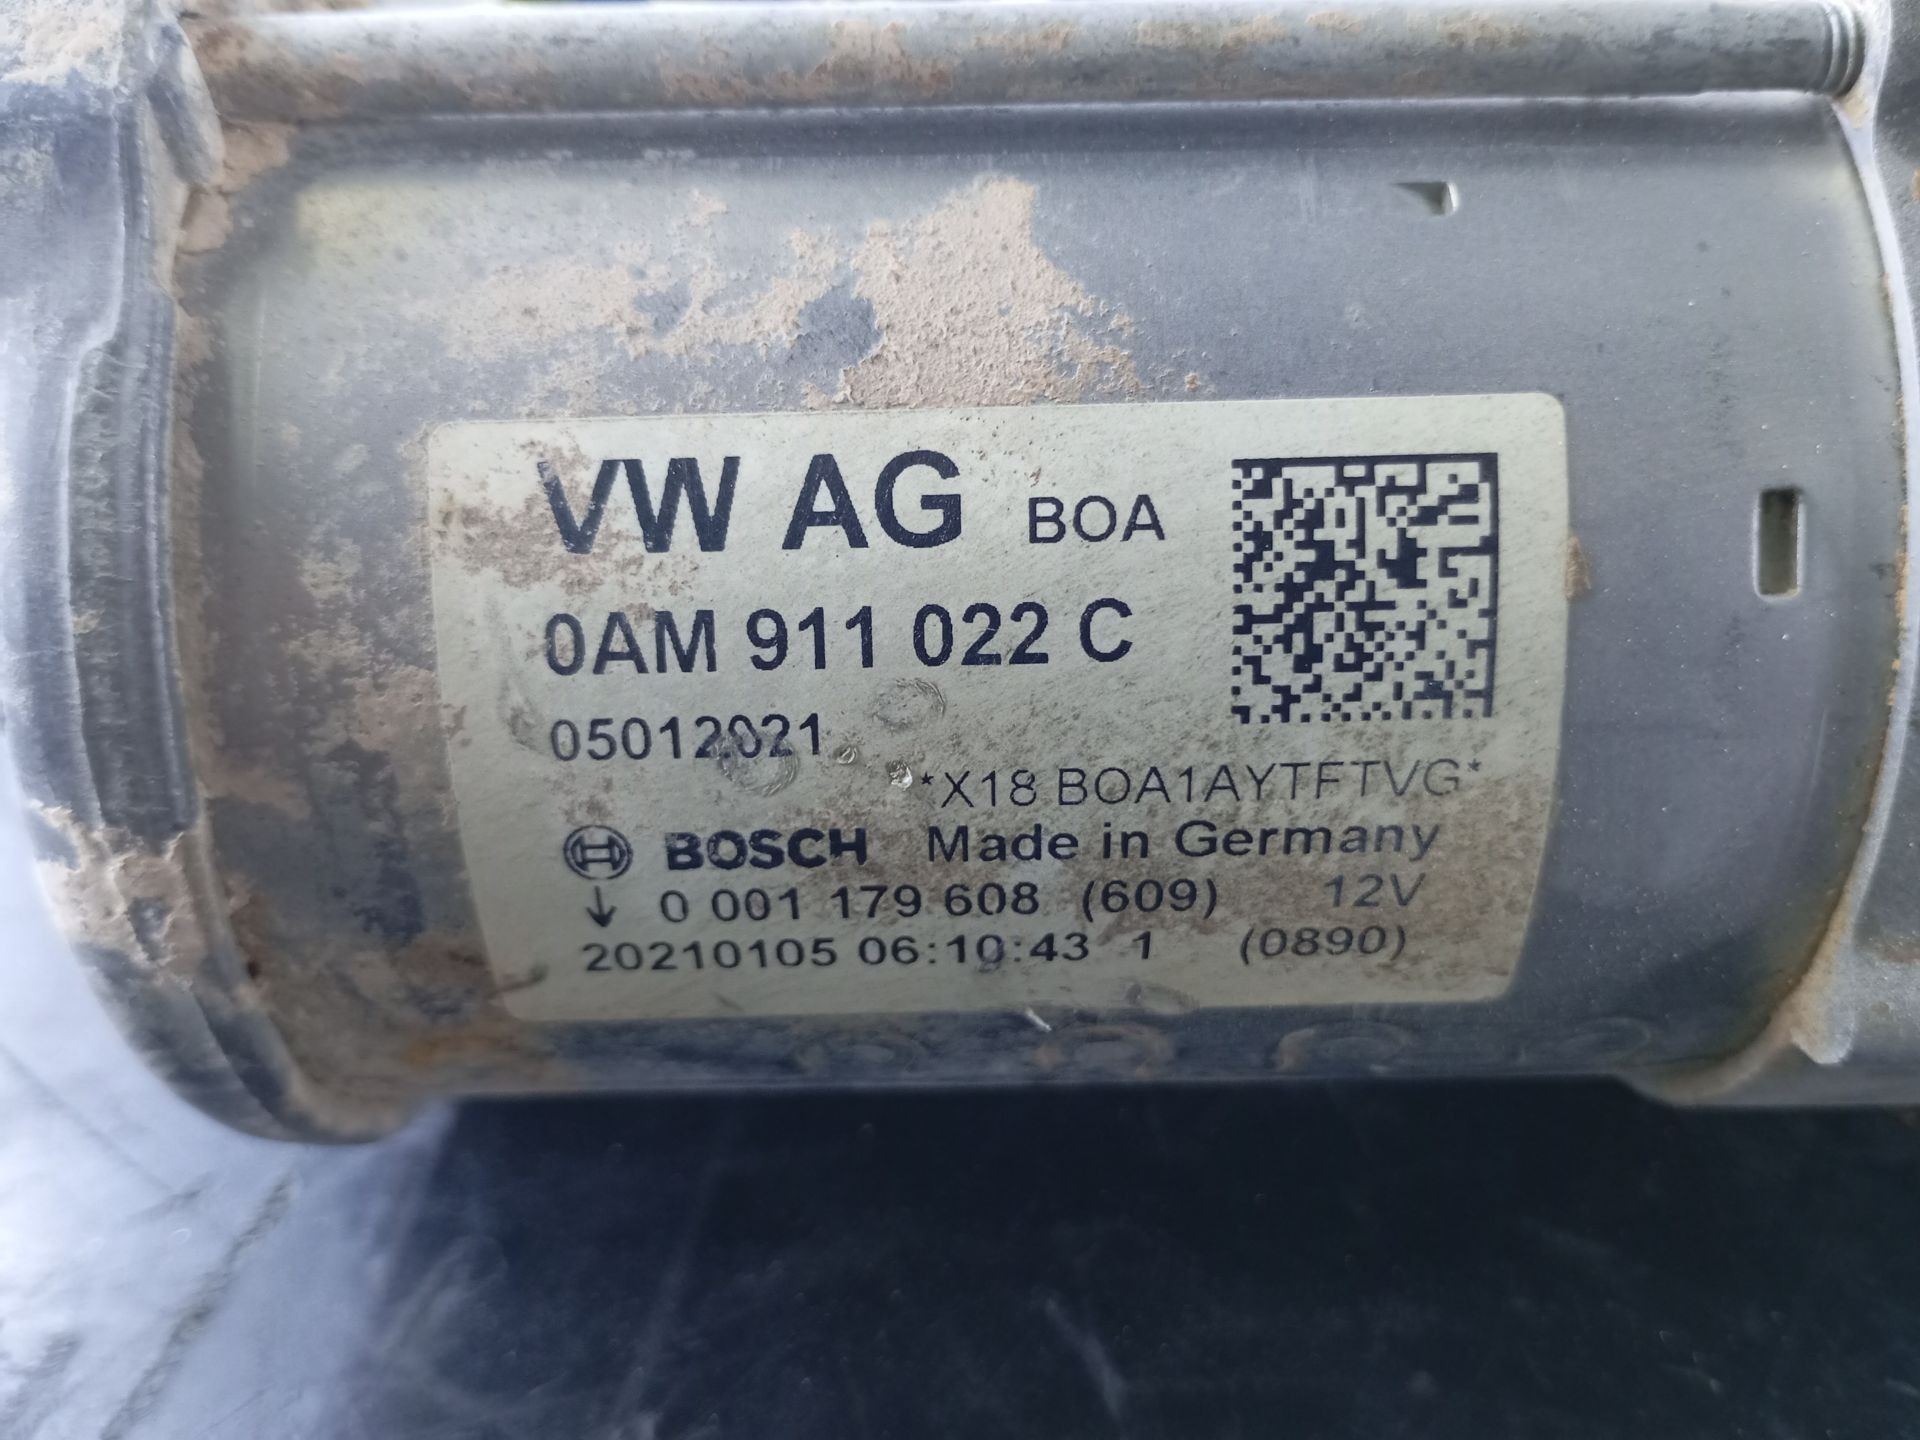 VW AG BOA
0AM 911 022 C
05012021
*X18 BOA1AYTFTVG*
BOSCH Made in Germany
↓ 0 001 179 608 (609) 12V
20210105 06:10:43 1 (0890)